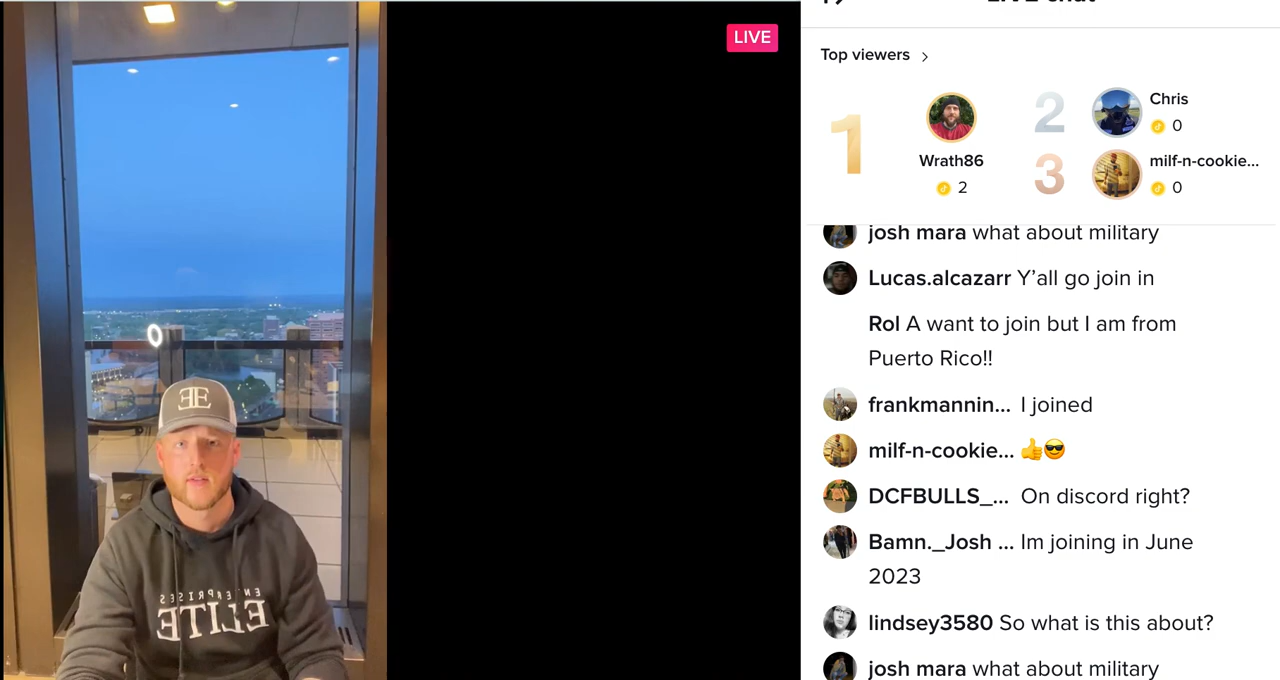 LIVE
Top viewers >
1
Wrath86
2
2
Chris
0
3
milf-n-cookie...
0
josh mara what about military
Lucas.alcazarr Y’all go join in
Rol A want to join but I am from
Puerto Rico!!
frankmannin... I joined
milf-n-cookie... 👍😎
DCFBULLS_... On discord right?
Bamn._Josh ... Im joining in June
2023
lindsey3580 So what is this about?
josh mara what about military
EE
ENTERPRISES
ELITE